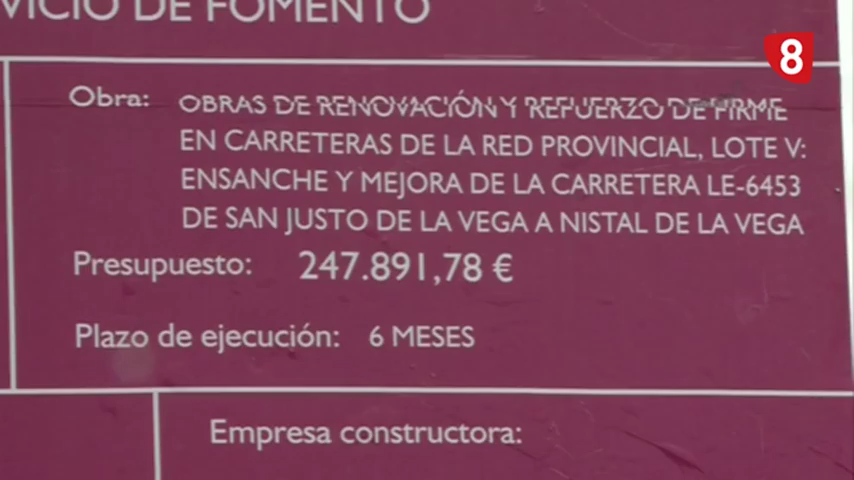 VICIO DE FOMENTO
8
Obra: OBRAS DE RENOVACIÓN Y REFUERZO DE FIRME
EN CARRETERAS DE LA RED PROVINCIAL, LOTE V:
ENSANCHE Y MEJORA DE LA CARRETERA LE-6453
DE SAN JUSTO DE LA VEGA A NISTAL DE LA VEGA
Presupuesto: 247.891,78 €
Plazo de ejecución: 6 MESES
Empresa constructora: